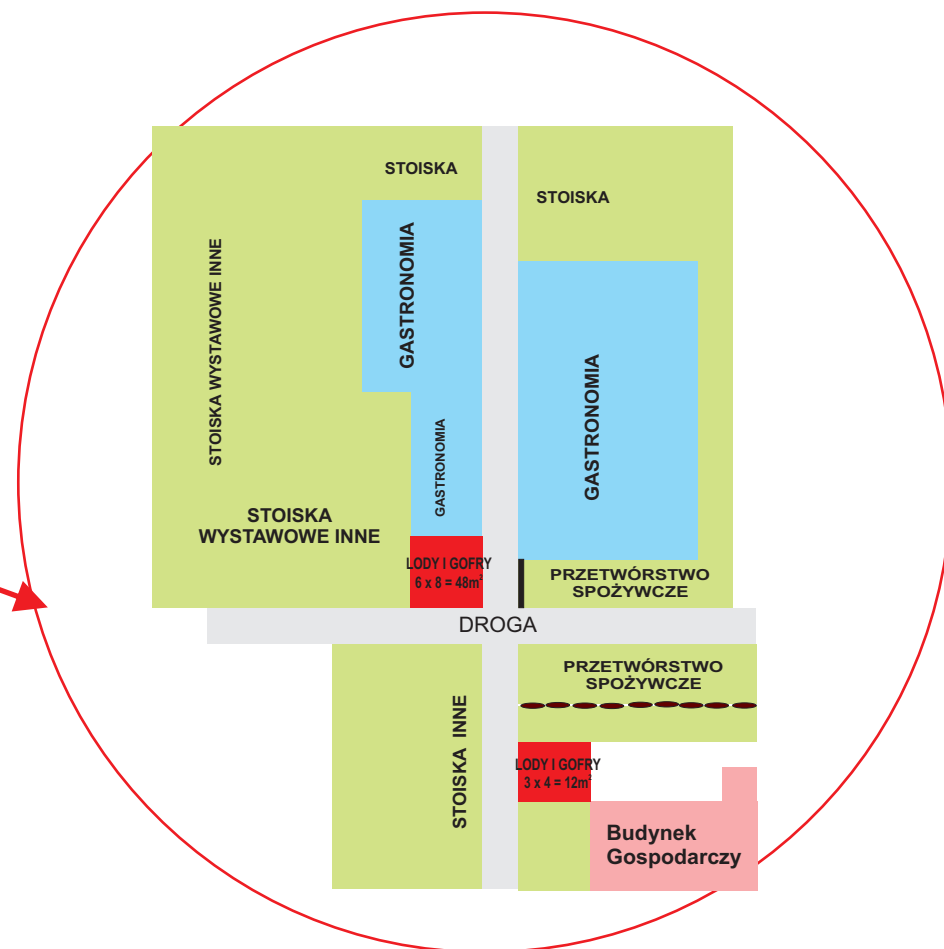 STOISKA
STOISKA
STOISKA WYSTAWOWE INNE
GASTRONOMIA
GASTRONOMIA
GASTRONOMIA
STOISKA
WYSTAWOWE INNE
LODY I GOFRY
6 x 8 = 48m²
PRZETWÓRSTWO
SPOŻYWCZE
DROGA
PRZETWÓRSTWO
SPOŻYWCZE
STOISKA INNE
LODY I GOFRY
3 x 4 = 12m²
Budynek
Gospodarczy